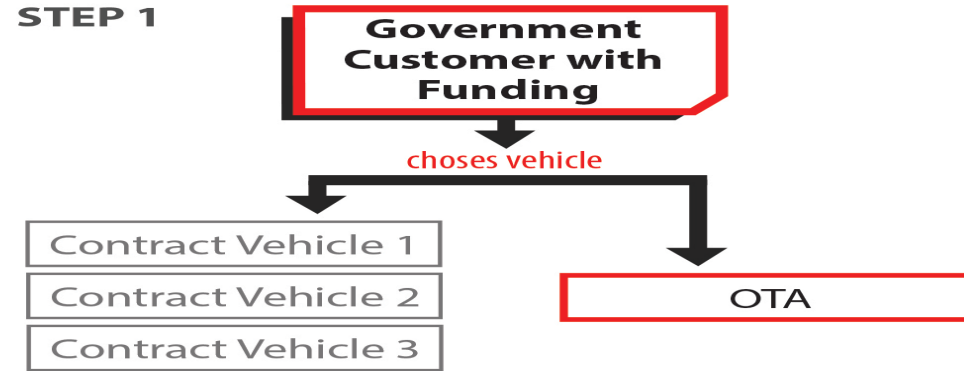 STEP 1
Government
Customer with
Funding
choses vehicle
Contract Vehicle 1
Contract Vehicle 2
Contract Vehicle 3
OTA